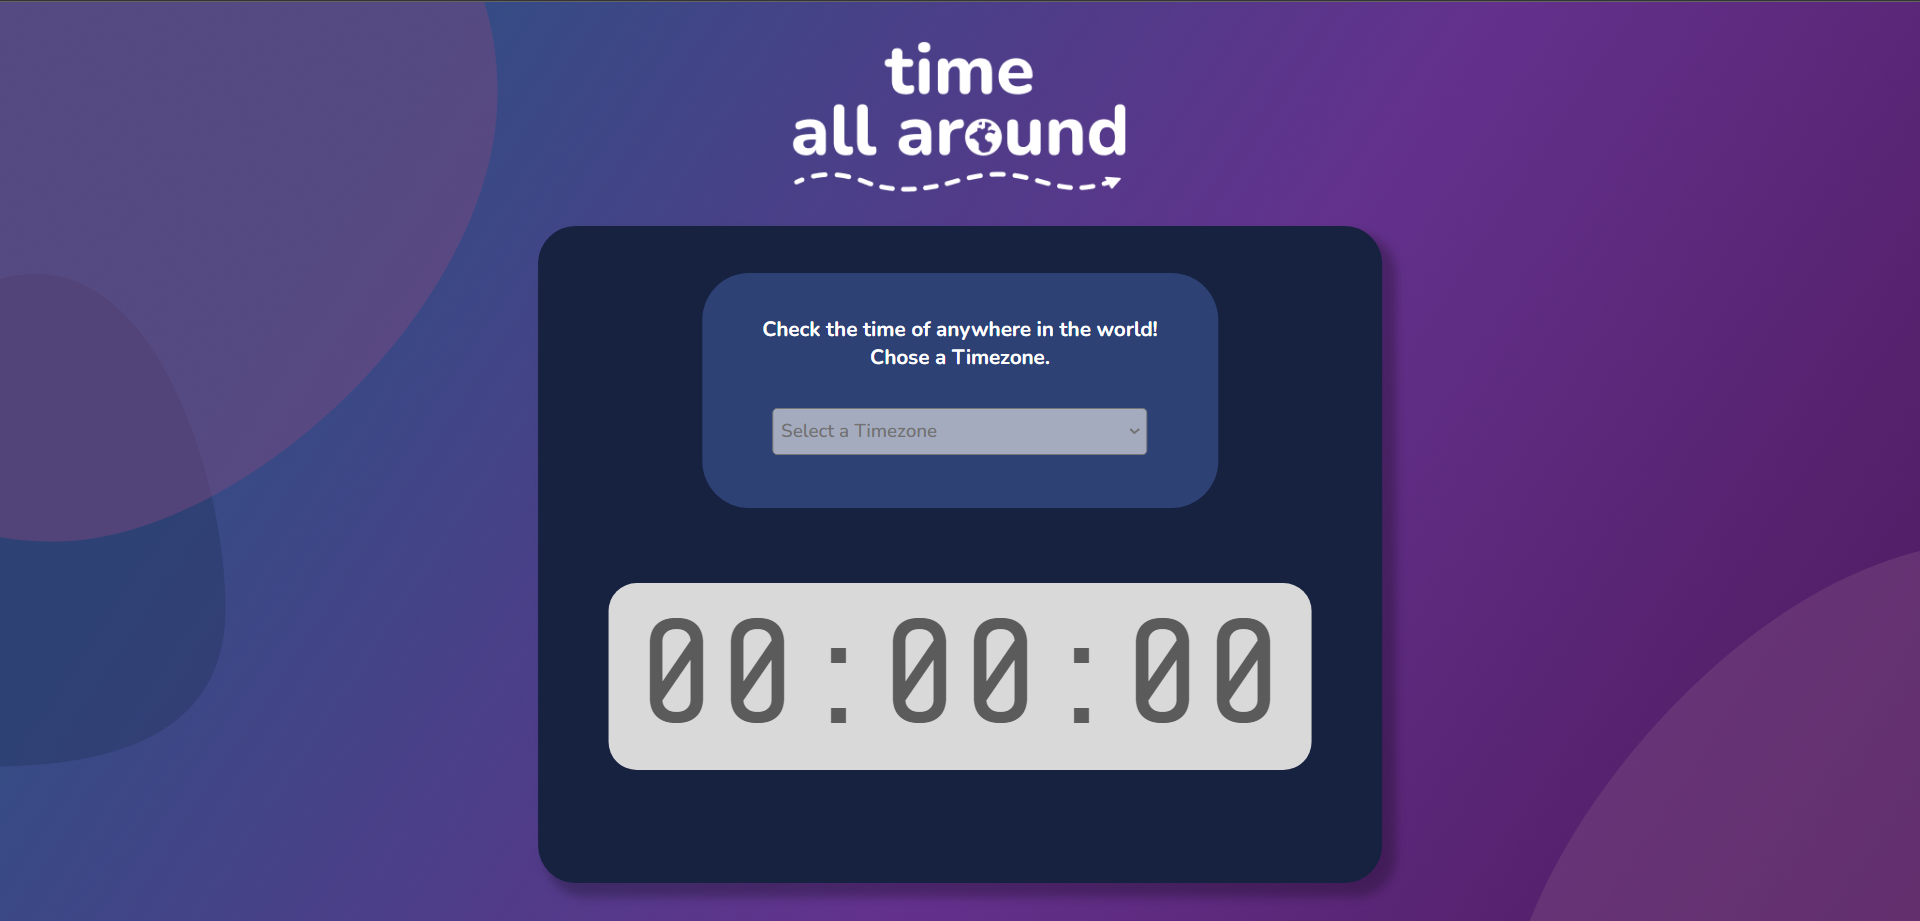 time
all around
Check the time of anywhere in the world!
Chose a Timezone.
Select a Timezone
00:00:00